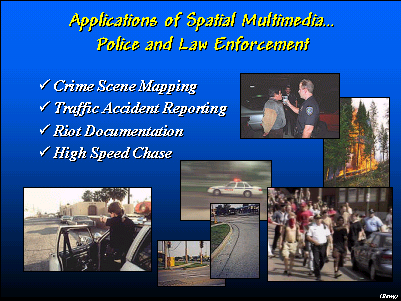 Applications of Spatial Multimedia...
Police and Law Enforcement
✓ Crime Scene Mapping
✓ Traffic Accident Reporting
✓ Riot Documentation
✓ High Speed Chase